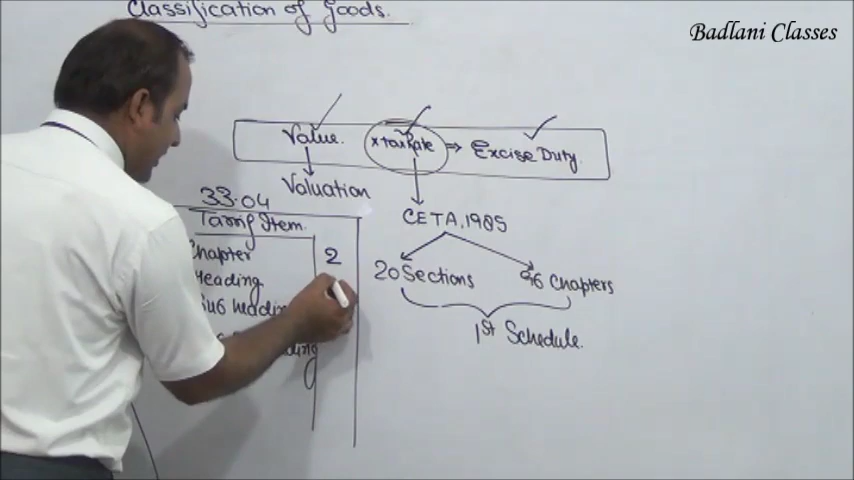 Classification of Goods.
Badlani Classes
Value. x tax Rate => Excise Duty.
Valuation
33.04
CETA, 1985
Tariff Item.
Chapter 2
20 Sections 96 Chapters
Heading
Sub heading
1st Schedule.